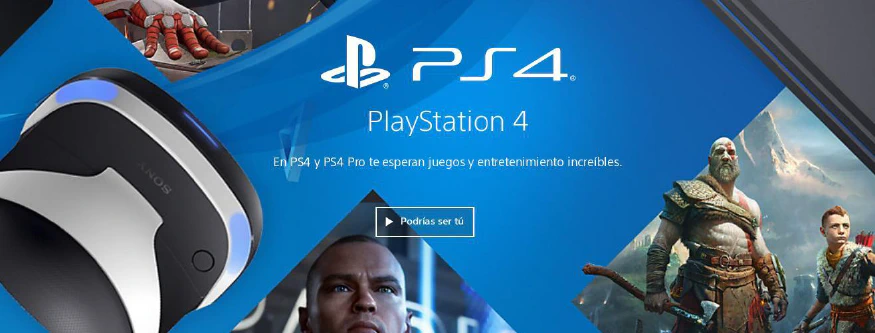 PS4
PlayStation 4
En PS4 y PS4 Pro te esperan juegos y entretenimiento increíbles.
SONY
Podrías ser tú